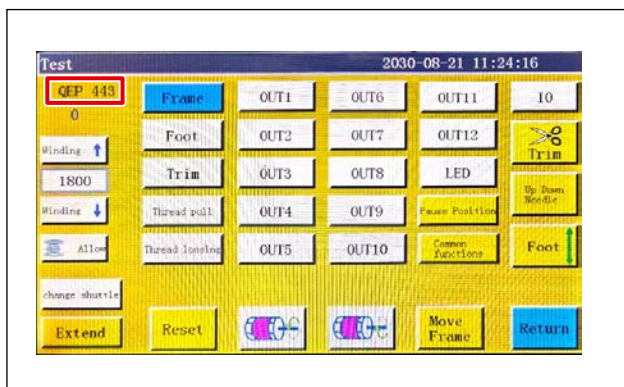 Test 2030-08-21 11:24:16
QEP 443 Frame OUT1 OUT6 OUT11 IO
0
Winding Foot OUT2 OUT7 OUT12 Trim
1800 Trim OUT3 OUT8 LED Up Down
Needle
Winding Thread pull OUT4 OUT9 Pause Position
Allow Thread loosing OUT5 OUT10 Common
functions Foot
change shuttle
Extend Reset Move
Frame Return